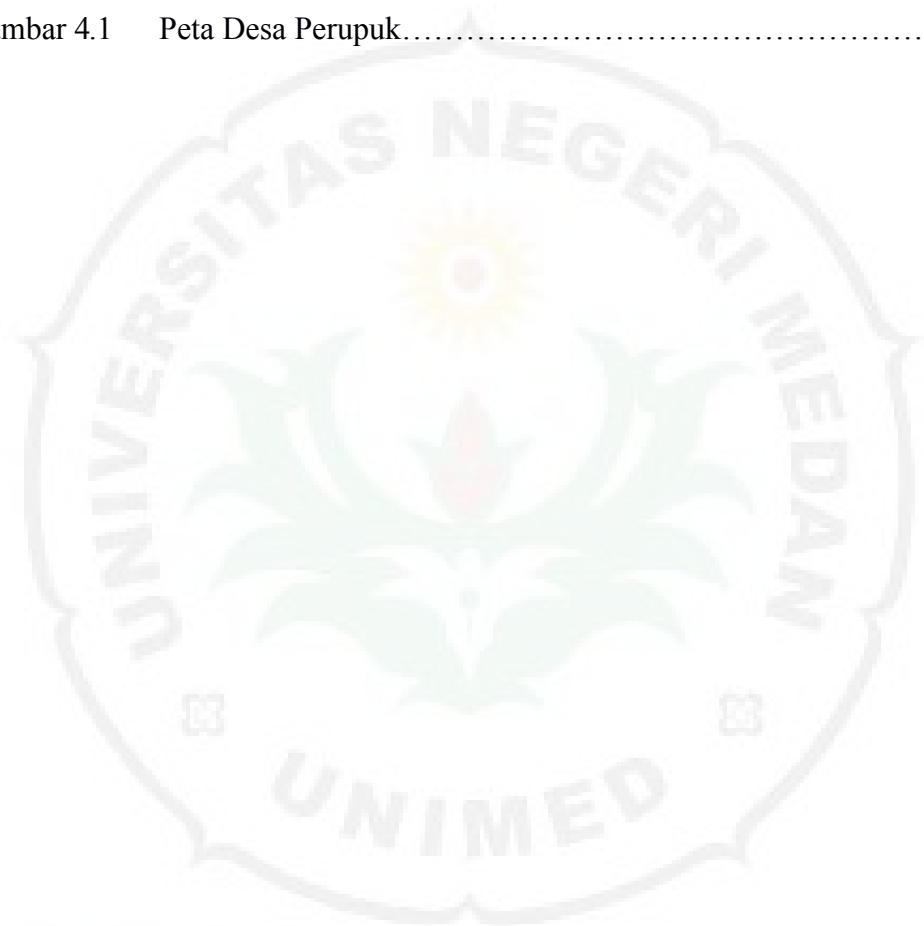 mbar 4.1 Peta Desa Perupuk……………………………………………
UNIVERSITAS NEGERI MEDAN
UNIMED